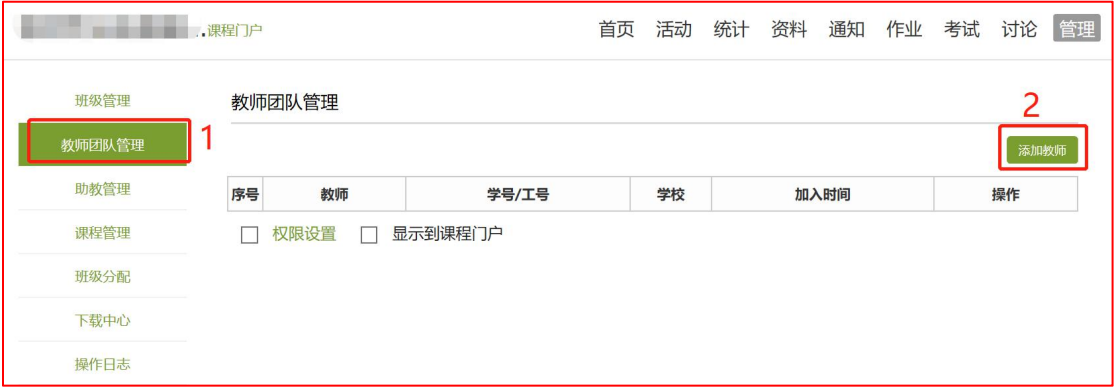 课程门户 首页 活动 统计 资料 通知 作业 考试 讨论 管理
班级管理
教师团队管理
2
教师团队管理 1
添加教师
助教管理
序号 教师 学号/工号 学校 加入时间 操作
课程管理
权限设置 显示到课程门户
班级分配
下载中心
操作日志